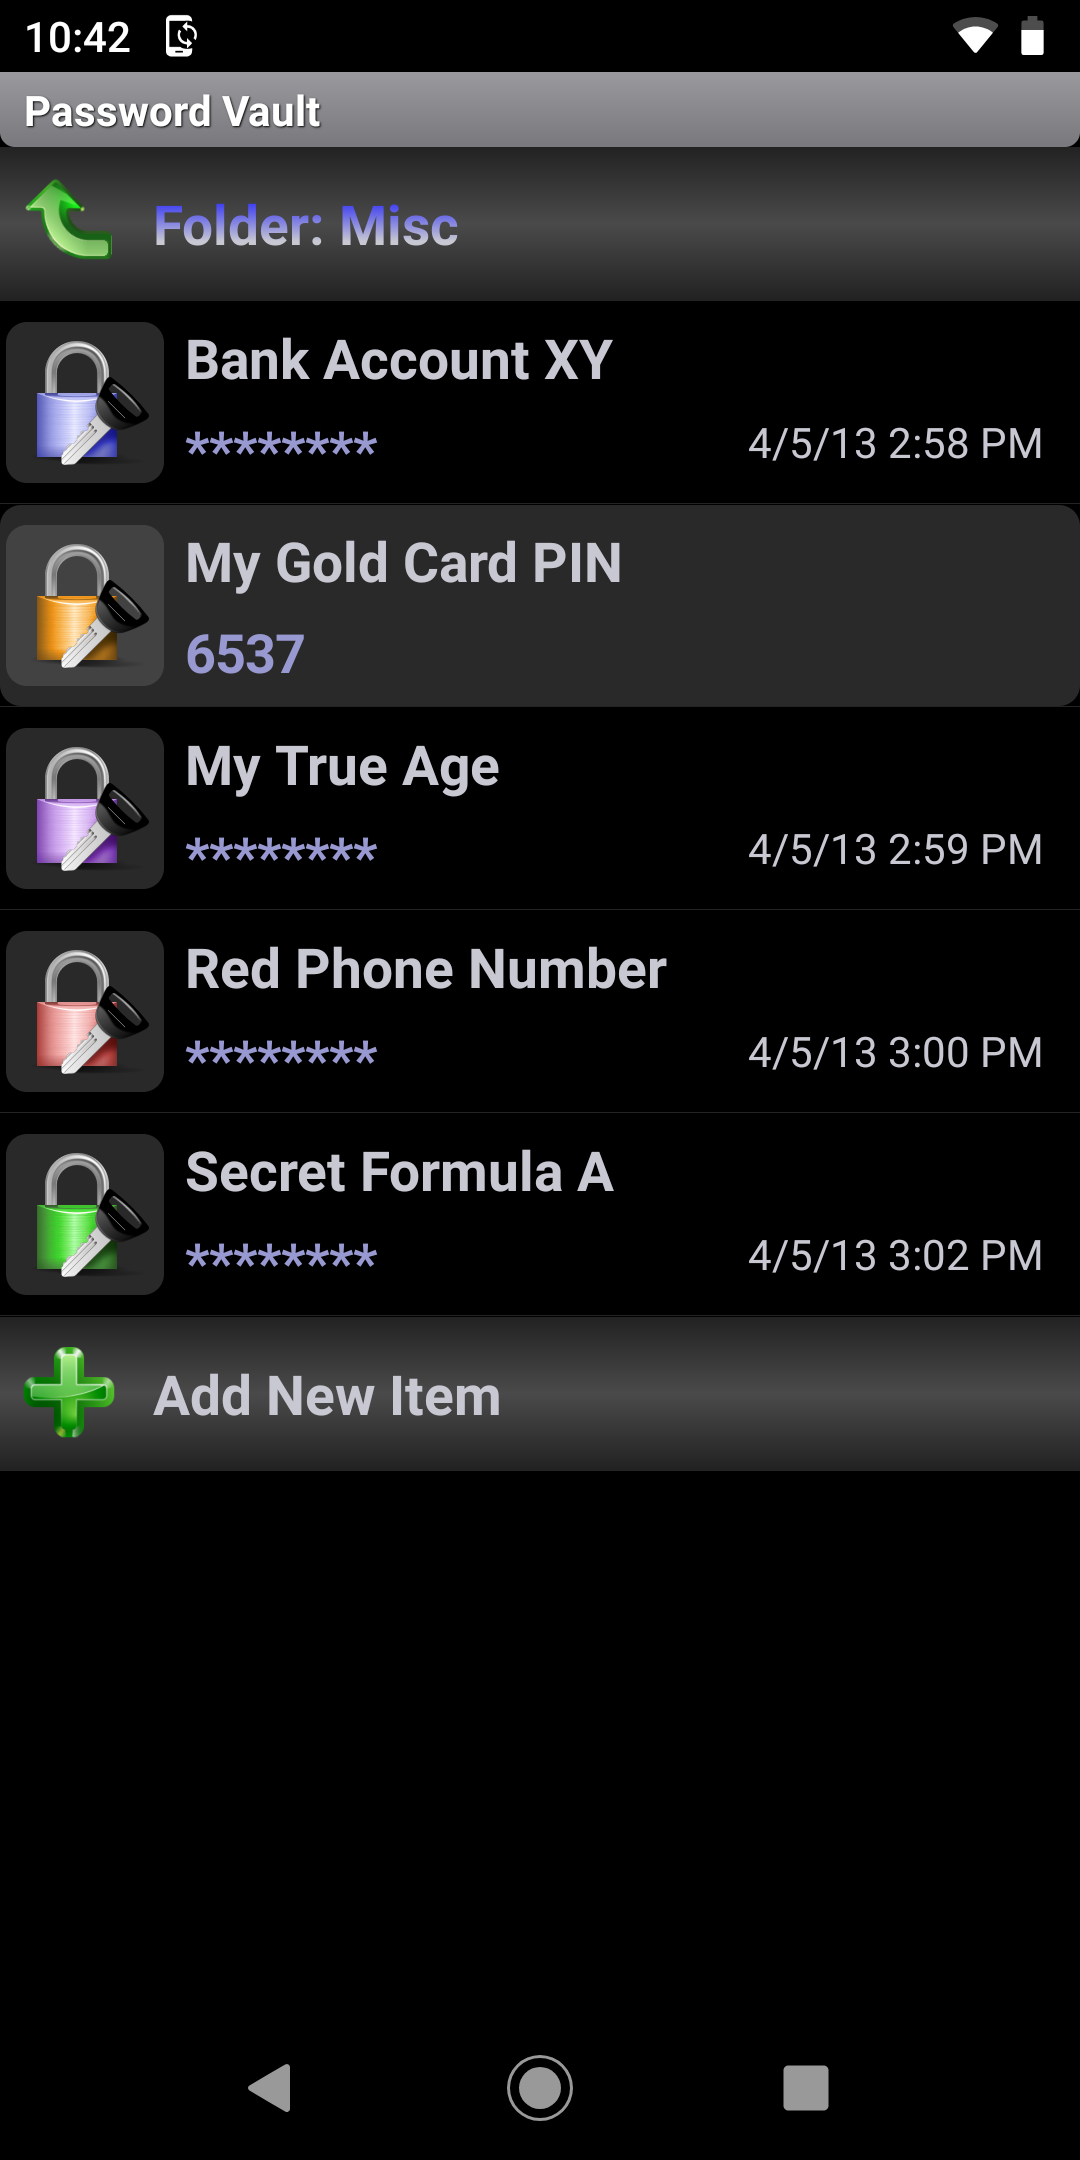 10:42
Password Vault
Folder: Misc
Bank Account XY
******** 4/5/13 2:58 PM
My Gold Card PIN
6537
My True Age
******** 4/5/13 2:59 PM
Red Phone Number
******** 4/5/13 3:00 PM
Secret Formula A
******** 4/5/13 3:02 PM
Add New Item